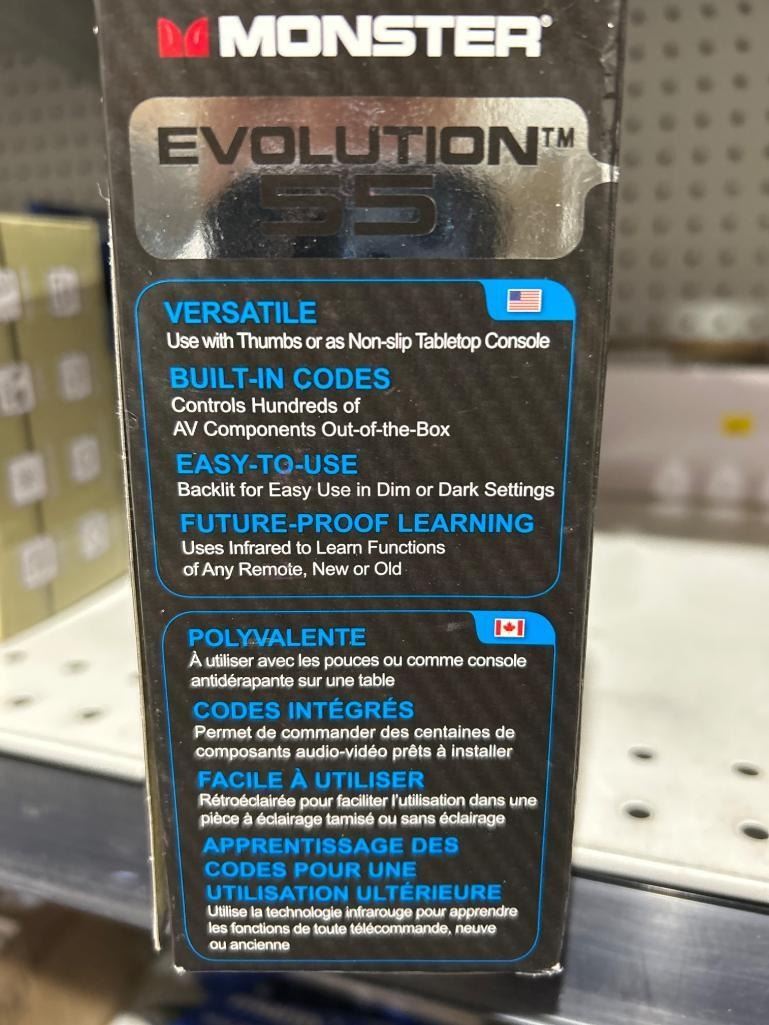 MONSTER®
EVOLUTION™
55
VERSATILE
Use with Thumbs or as Non-slip Tabletop Console
BUILT-IN CODES
Controls Hundreds of
AV Components Out-of-the-Box
EASY-TO-USE
Backlit for Easy Use in Dim or Dark Settings
FUTURE-PROOF LEARNING
Uses Infrared to Learn Functions
of Any Remote, New or Old
POLYVALENTE
À utiliser avec les pouces ou comme console
antidérapante sur une table
CODES INTÉGRÉS
Permet de commander des centaines de
composants audio-vidéo prêts à installer
FACILE À UTILISER
Rétroéclairée pour faciliter l'utilisation dans une
pièce à éclairage tamisé ou sans éclairage
APPRENTISSAGE DES
CODES POUR UNE
UTILISATION ULTÉRIEURE
Utilise la technologie infrarouge pour apprendre
les fonctions de toute télécommande, neuve
ou ancienne